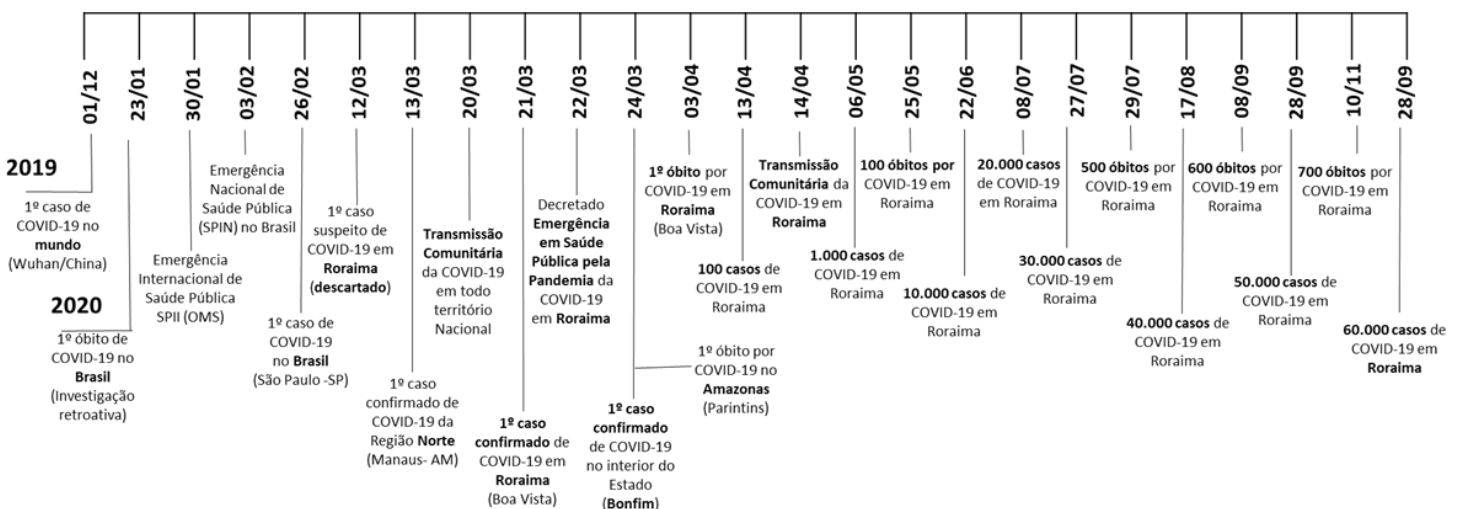 01/12
23/01
30/01
03/02
26/02
12/03
13/03
20/03
21/03
22/03
24/03
03/04
13/04
14/04
06/05
25/05
22/06
08/07
27/07
29/07
17/08
08/09
28/09
10/11
28/09
2019
1º caso de
COVID-19 no
mundo
(Wuhan/China)
2020
1º óbito de
COVID-19 no
Brasil
(Investigação
retroativa)
Emergência
Internacional de
Saúde Pública
SPII (OMS)
Emergência
Nacional de
Saúde Pública
(SPIN) no Brasil
1º caso de
COVID-19
no Brasil
(São Paulo -SP)
1º caso
suspeito de
COVID-19 em
Roraima
(descartado)
1º caso
confirmado de
COVID-19 da
Região Norte
(Manaus- AM)
Transmissão
Comunitária
da COVID-19
em todo
território
Nacional
1º caso
confirmado de
COVID-19 em
Roraima
(Boa Vista)
Decretado
Emergência
em Saúde
Pública pela
Pandemia da
COVID-19
em Roraima
1º caso
confirmado
de COVID-19
no interior do
Estado
(Bonfim)
1º óbito por
COVID-19 no
Amazonas
(Parintins)
1º óbito por
COVID-19 em
Roraima
(Boa Vista)
100 casos de
COVID-19 em
Roraima
Transmissão
Comunitária da
COVID-19 em
Roraima
1.000 casos de
COVID-19 em
Roraima
100 óbitos por
COVID-19 em
Roraima
10.000 casos de
COVID-19 em
Roraima
20.000 casos
de COVID-19
em Roraima
30.000 casos de
COVID-19 em
Roraima
500 óbitos por
COVID-19 em
Roraima
40.000 casos de
COVID-19 em
Roraima
600 óbitos por
COVID-19 em
Roraima
50.000 casos de
COVID-19 em
Roraima
700 óbitos por
COVID-19 em
Roraima
60.000 casos de
COVID-19 em
Roraima